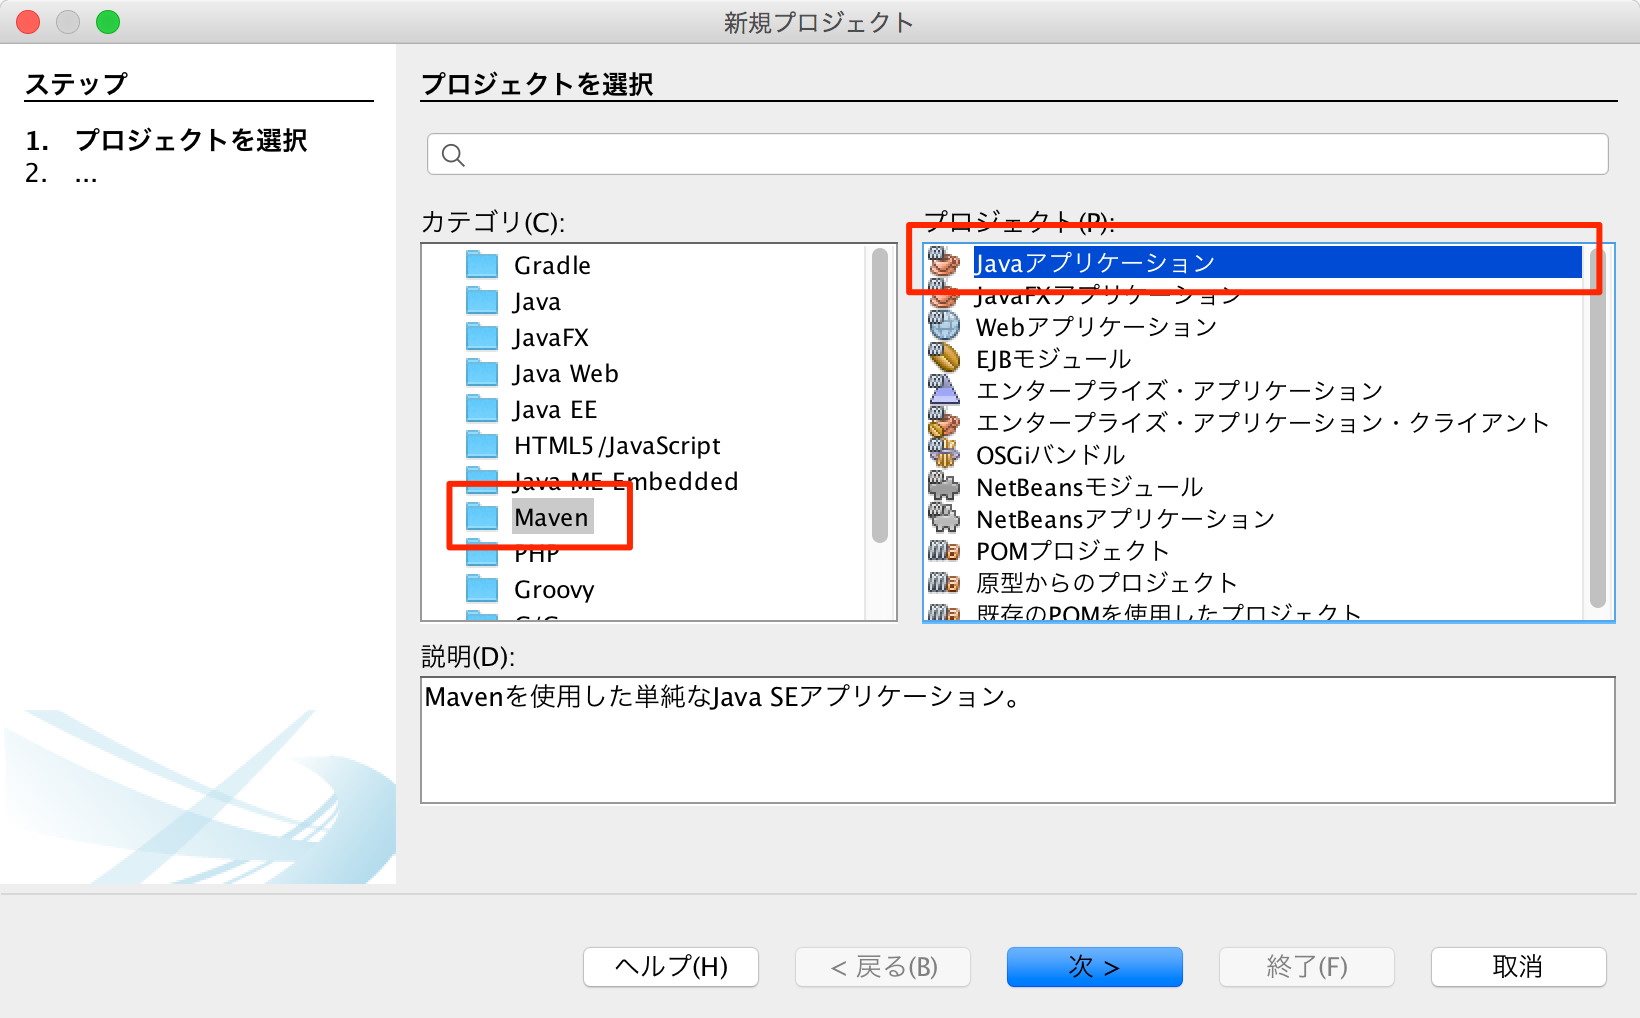 新規プロジェクト
ステップ
1. プロジェクトを選択
2. ...
プロジェクトを選択
カテゴリ(C):
Gradle
Java
JavaFX
Java Web
Java EE
HTML5/JavaScript
Java ME Embedded
Maven
PHP
Groovy
プロジェクト(P):
Javaアプリケーション
JavaFXアプリケーション
Webアプリケーション
EJBモジュール
エンタープライズ・アプリケーション
エンタープライズ・アプリケーション・クライアント
OSGiバンドル
NetBeansモジュール
NetBeansアプリケーション
POMプロジェクト
原型からのプロジェクト
既存のPOMを使用したプロジェクト
説明(D):
Mavenを使用した単純なJava SEアプリケーション。
ヘルプ(H)
< 戻る(B)
次 >
終了(F)
取消